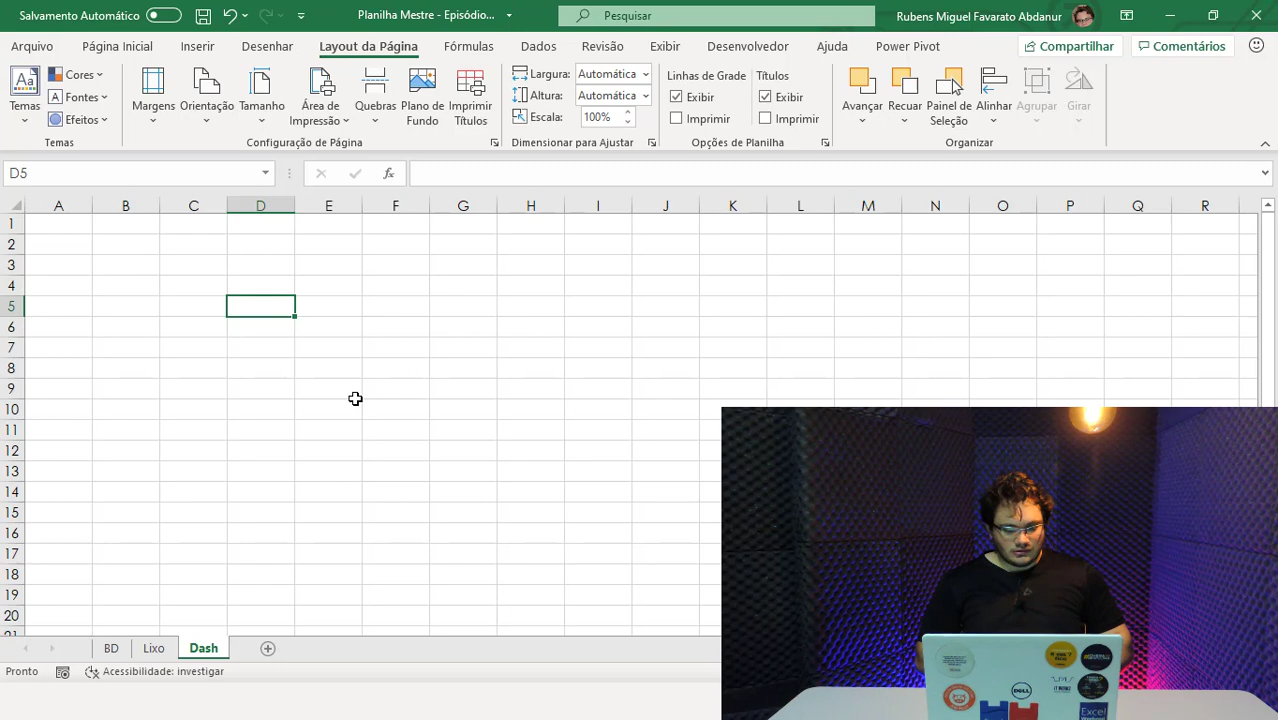 Salvamento Automático
Planilha Mestre - Episódio...
Pesquisar
Rubens Miguel Favarato Abdanur
Arquivo Página Inicial Inserir Desenhar Layout da Página Fórmulas Dados Revisão Exibir Desenvolvedor Ajuda Power Pivot Compartilhar Comentários
Aa Temas
Cores
Fontes
Efeitos
Temas
Margens Orientação Tamanho Área de Impressão Quebras Plano de Fundo Imprimir Títulos
Configuração de Página
Largura: Automática
Altura: Automática
Escala: 100%
Dimensionar para Ajustar
Linhas de Grade Títulos
Exibir Exibir
Imprimir Imprimir
Opções de Planilha
Avançar Recuar Painel de Seleção Alinhar Agrupar Girar
Organizar
D5
fx
A B C D E F G H I J K L M N O P Q R
1
2
3
4
5
6
7
8
9
10
11
12
13
14
15
16
17
18
19
20
21
DELL
Excel
BD Lixo Dash
Pronto Acessibilidade: investigar